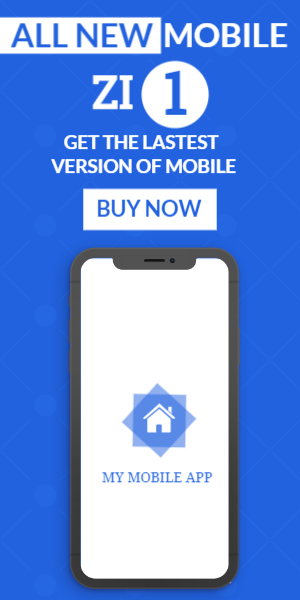 ALL NEW MOBILE
ZI 1
GET THE LASTEST
VERSION OF MOBILE
BUY NOW
MY MOBILE APP